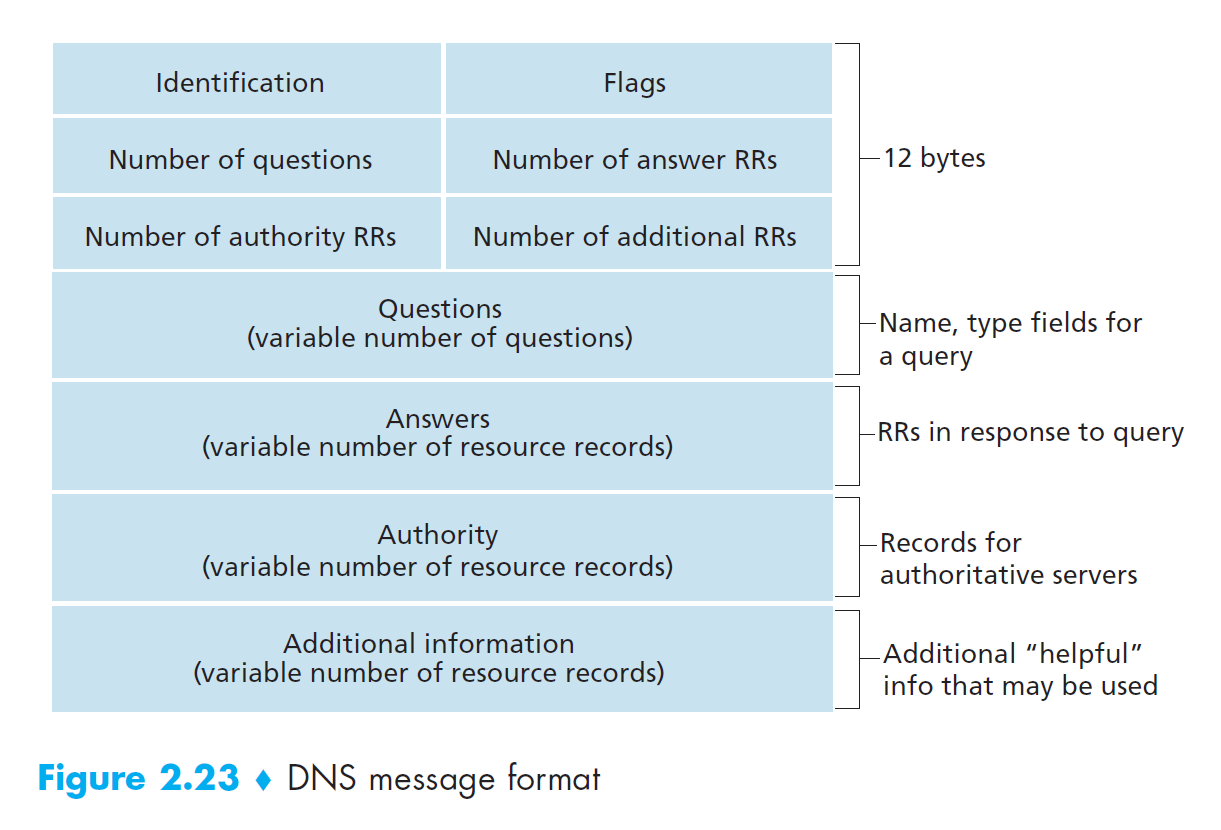 Identification
Flags
Number of questions
Number of answer RRs
12 bytes
Number of authority RRs
Number of additional RRs
Questions
(variable number of questions)
Name, type fields for
a query
Answers
(variable number of resource records)
RRs in response to query
Authority
(variable number of resource records)
Records for
authoritative servers
Additional information
(variable number of resource records)
Additional “helpful”
info that may be used
Figure 2.23 ♦ DNS message format